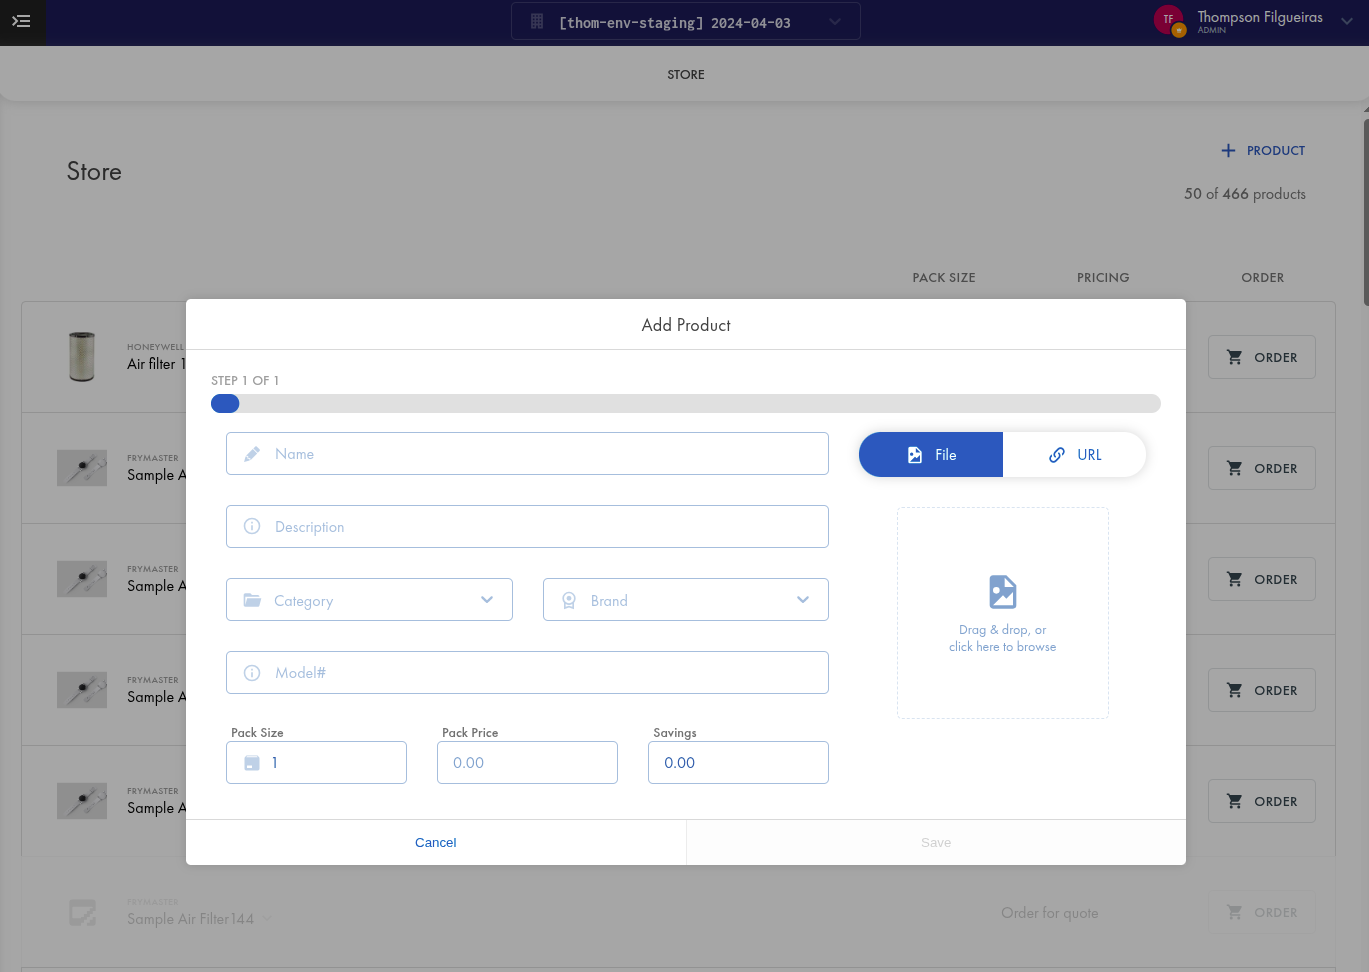 [thom-env-staging] 2024-04-03
TF
Thompson Filgueiras
ADMIN
STORE
Store
PRODUCT
50 of 466 products
PACK SIZE
PRICING
ORDER
HONEYWELL
Air filter 1
ORDER
FRYMASTER
Sample A
ORDER
FRYMASTER
Sample A
ORDER
FRYMASTER
Sample A
ORDER
FRYMASTER
Sample A
ORDER
FRYMASTER
Sample Air Filter144
Order for quote
ORDER
Add Product
STEP 1 OF 1
Name
File
URL
Description
Category
Brand
Drag & drop, or
click here to browse
Model#
Pack Size
Pack Price
Savings
1
0.00
0.00
Cancel
Save